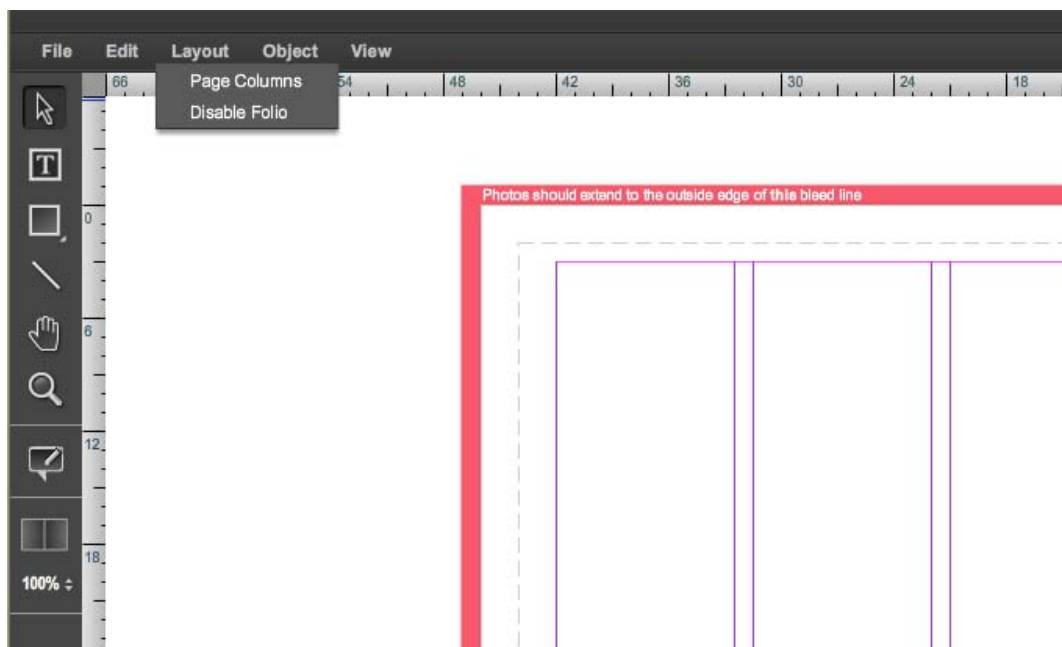 File Edit Layout Object View
Page Columns
Disable Folio
66 54 48 42 36 30 24 18
Photos should extend to the outside edge of this bleed line
T
0
6
12
18
100%